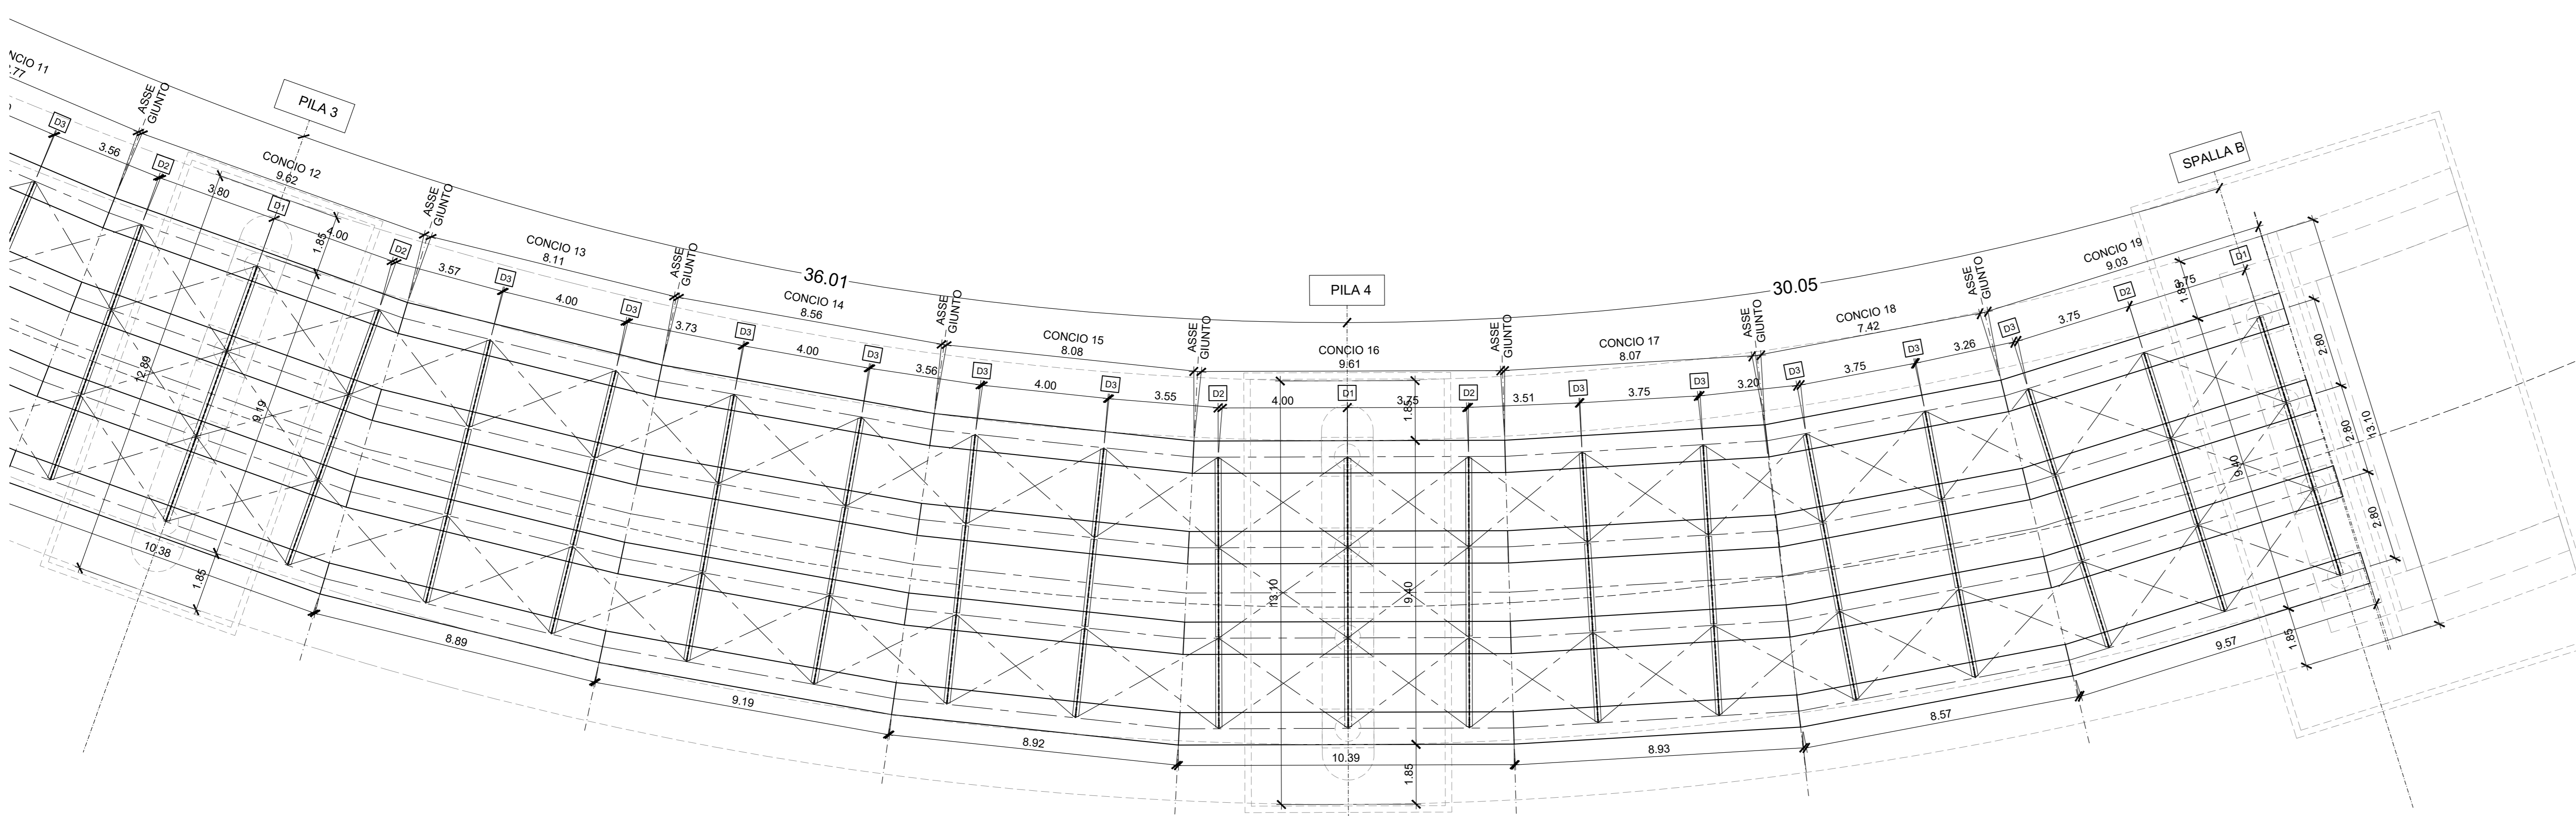 NCIO 11
.77
ASSE
GIUNTO
PILA 3
D3
3.56
D2
CONCIO 12
9.62
3.80
D1
1.85
4.00
D2
12.89
9.19
10.38
1.85
ASSE
GIUNTO
CONCIO 13
8.11
3.57
D3
4.00
D3
8.89
ASSE
GIUNTO
36.01
CONCIO 14
8.56
3.73
D3
4.00
D3
3.56
9.19
ASSE
GIUNTO
CONCIO 15
8.08
D3
4.00
D3
3.55
8.92
ASSE
GIUNTO
PILA 4
CONCIO 16
9.61
D2
4.00
D1
3.75
1.85
D2
13.10
9.40
10.39
1.85
ASSE
GIUNTO
CONCIO 17
8.07
3.51
D3
3.75
D3
3.20
8.93
ASSE
GIUNTO
30.05
CONCIO 18
7.42
D3
3.75
D3
3.26
8.57
ASSE
GIUNTO
CONCIO 19
9.03
D3
3.75
D2
3.75
1.85
D1
SPALLA B
2.80
2.80
13.10
9.40
2.80
9.57
1.85